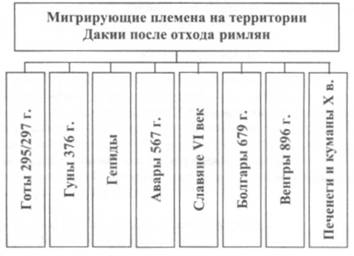 Мигрирующие племена на территории
Дакии после отхода римлян
Готы 295/297 г.
Гуны 376 г.
Гепиды
Авары 567 г.
Славяне VI век
Болгары 679 г.
Венгры 896 г.
Печенеги и куманы X в.